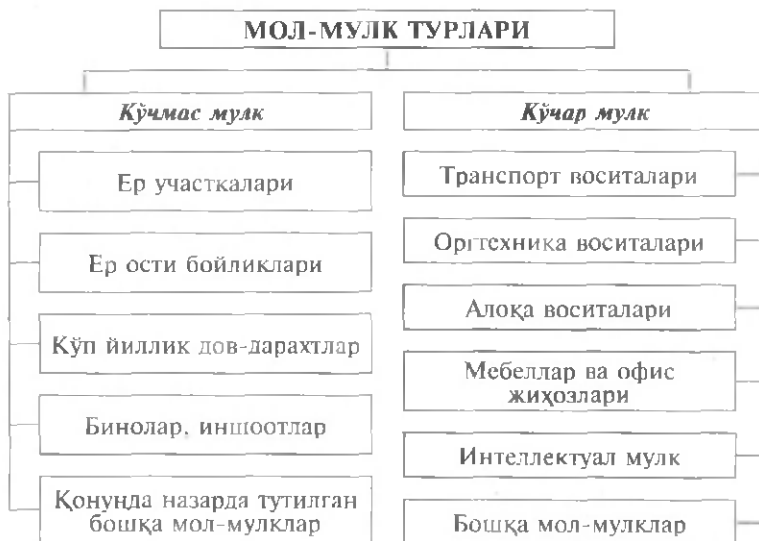 МОЛ-МУЛК ТУРЛАРИ
Кўчмас мулк
Ер участкалари
Ер ости бойликлари
Кўп йиллик дов-дарахтлар
Бинолар, иншоотлар
Қонунда назарда тутилган
бошқа мол-мулклар
Кўчар мулк
Транспорт воситалари
Оргтехника воситалари
Алоқа воситалари
Мебеллар ва офис
жиҳозлари
Интеллектуал мулк
Бошқа мол-мулклар